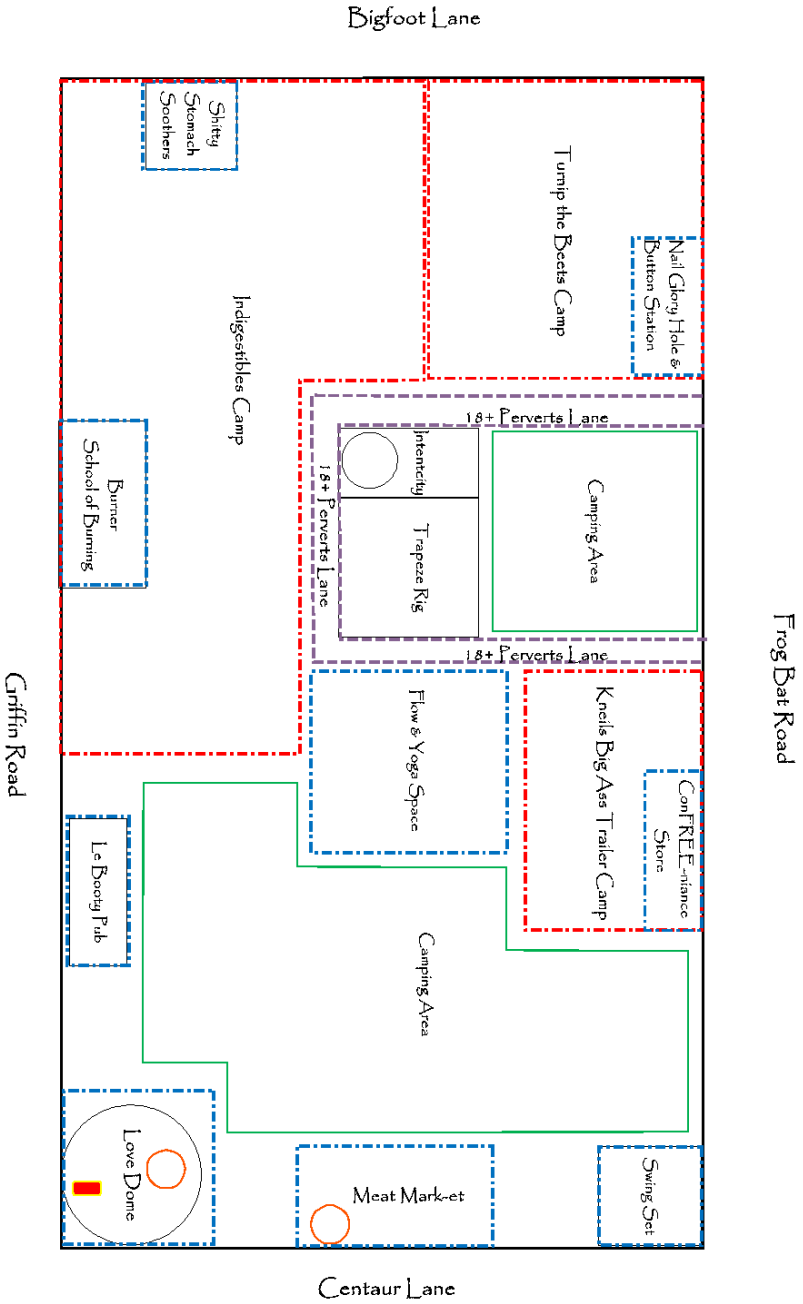 Bigfoot Lane
Shitty
Stomach
Soothers
Turnip the Beets Camp
Nail Glory Hole &
Button Station
Indigestibles Camp
18+ Perverts Lane
Intentcity
18+ Perverts Lane
Trapeze Rig
Camping Area
Burner
School of Burning
18+ Perverts Lane
Frog Bat Road
Griffin Road
Flow & Yoga Space
Kneils Big Ass Trailer Camp
ConFREE-niance
Store
Le Booty Pub
Camping Area
Love Dome
Meat Mark-et
Swing Set
Centaur Lane